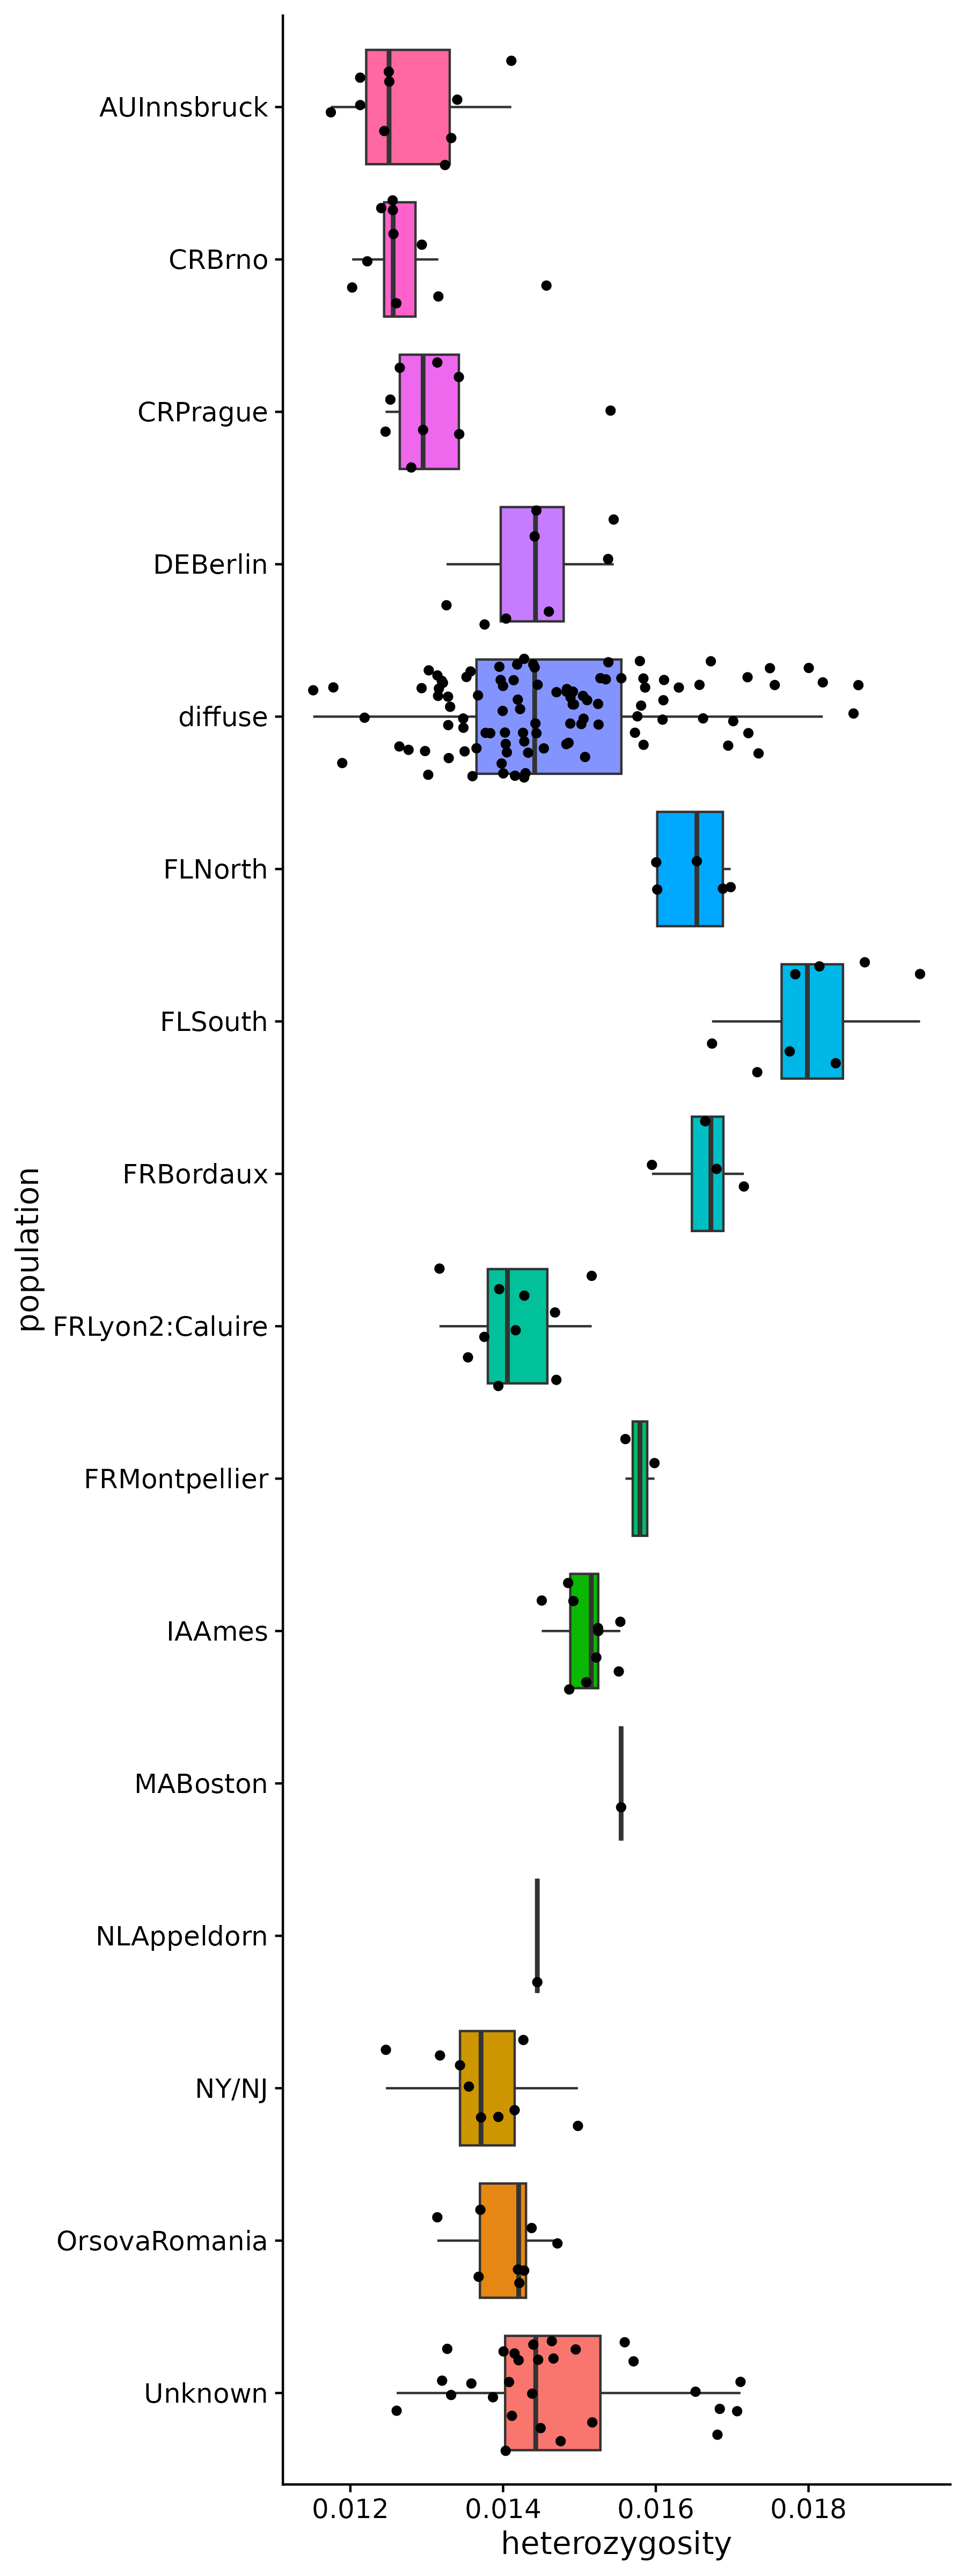 AUInnsbruck
CRBrno
CRPrague
DEBerlin
diffuse
FLNorth
FLSouth
FRBordaux
FRLyon2:Caluire
FRMontpellier
IAAmes
MABoston
NLAppeldorn
NY/NJ
OrsovaRomania
Unknown
population
0.012 0.014 0.016 0.018
heterozygosity